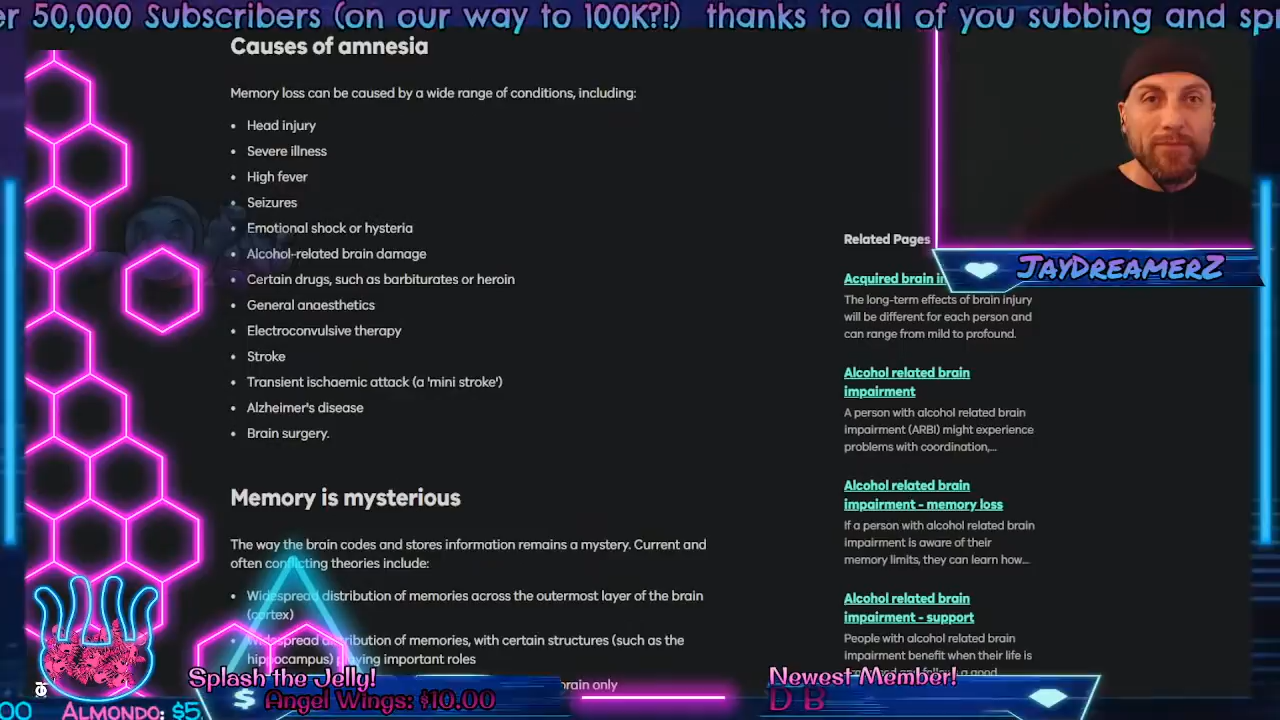 er 50,000 Subscribers (on our way to 100K?!) thanks to all of you subbing and spr
Causes of amnesia
Memory loss can be caused by a wide range of conditions, including:
• Head injury
• Severe illness
• High fever
• Seizures
• Emotional shock or hysteria
• Alcohol-related brain damage
• Certain drugs, such as barbiturates or heroin
• General anaesthetics
• Electroconvulsive therapy
• Stroke
• Transient ischaemic attack (a 'mini stroke')
• Alzheimer's disease
• Brain surgery.
Memory is mysterious
The way the brain codes and stores information remains a mystery. Current and
often conflicting theories include:
• Widespread distribution of memories across the outermost layer of the brain
(cortex)
• Widespread distribution of memories, with certain structures (such as the
hippocampus) playing important roles
brain only
JayDreamerZ
Related Pages
Acquired brain in
The long-term effects of brain injury
will be different for each person and
can range from mild to profound.
Alcohol related brain
impairment
A person with alcohol related brain
impairment (ARBI) might experience
problems with coordination,...
Alcohol related brain
impairment - memory loss
If a person with alcohol related brain
impairment is aware of their
memory limits, they can learn how...
Alcohol related brain
impairment - support
People with alcohol related brain
impairment benefit when their life is
Splash the Jelly!
$ Angel Wings: $10.00
Newest Member!
D B
00 Almondo: $5